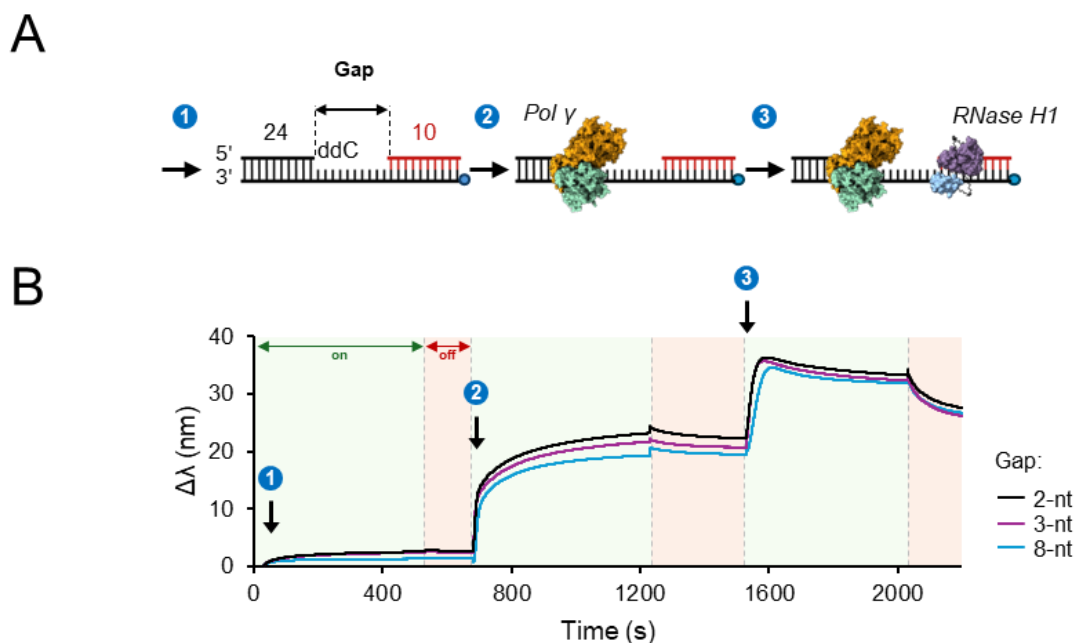 A
Gap
1
24
ddC
10
2
Pol γ
3
RNase H1
5'
3'
B
3
40
on
off
2
30
20
1
10
0
Δλ (nm)
0
400
800
1200
1600
2000
Time (s)
Gap:
2-nt
3-nt
8-nt